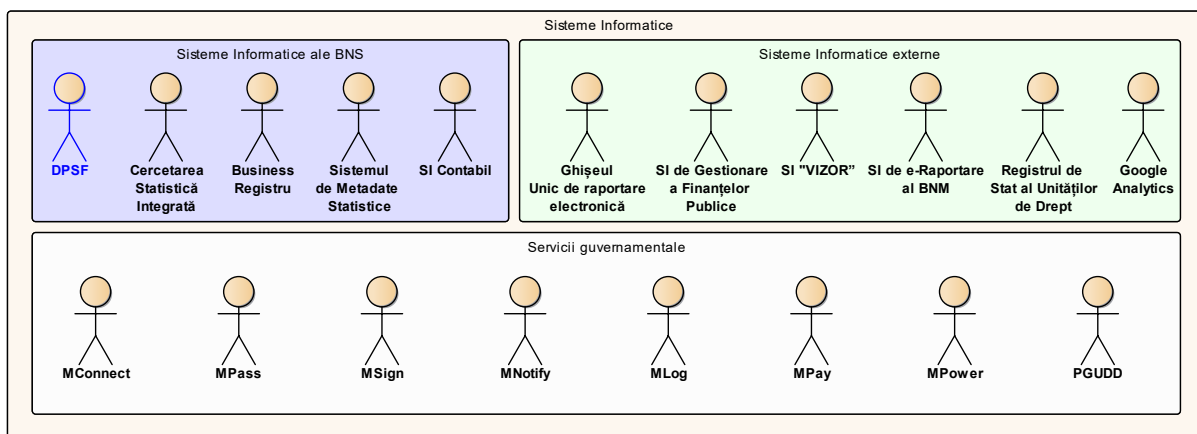 Sisteme Informatice
Sisteme Informatice ale BNS
DPSF
Cercetarea
Statistică
Integrată
Business
Registru
Sistemul
de Metadate
Statistice
SI Contabil
Sisteme Informatice externe
Ghișeul
Unic de raportare
electronică
SI de Gestionare
a Finanțelor
Publice
SI "VIZOR”
SI de e-Raportare
al BNM
Registrul de
Stat al Unităților
de Drept
Google
Analytics
Servicii guvernamentale
MConnect
MPass
MSign
MNotify
MLog
MPay
MPower
PGUDD